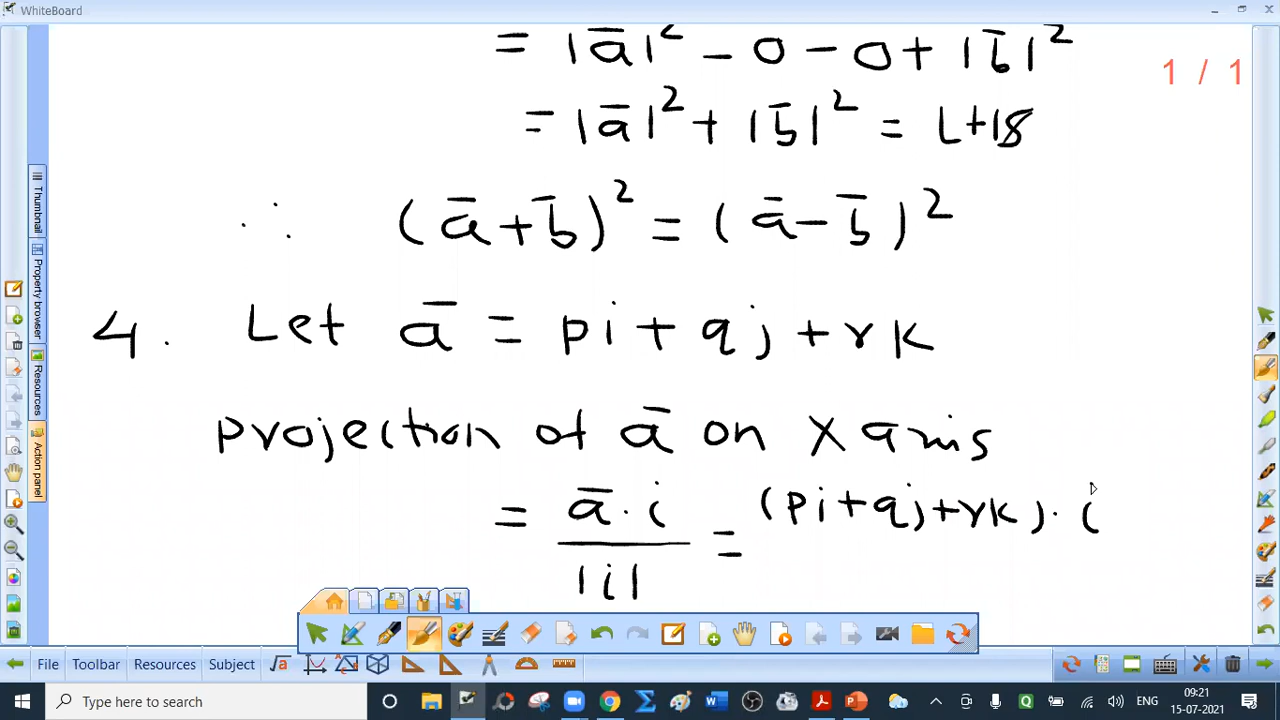 WhiteBoard
= |a̅|² - 0 - 0 + |b̅|²
1 / 1
= |a̅|² + |b̅|² = L+18
∴ (a̅+b̅)² = (a̅-b̅)²
4. Let a̅ = pi + qj + rk
projection of a̅ on X axis
= a̅·i / |i| = (pi+qj+rk)·i
Thumbnail
Property browser
Resources
Action panel
File Toolbar Resources Subject
Type here to search
09:21
15-07-2021